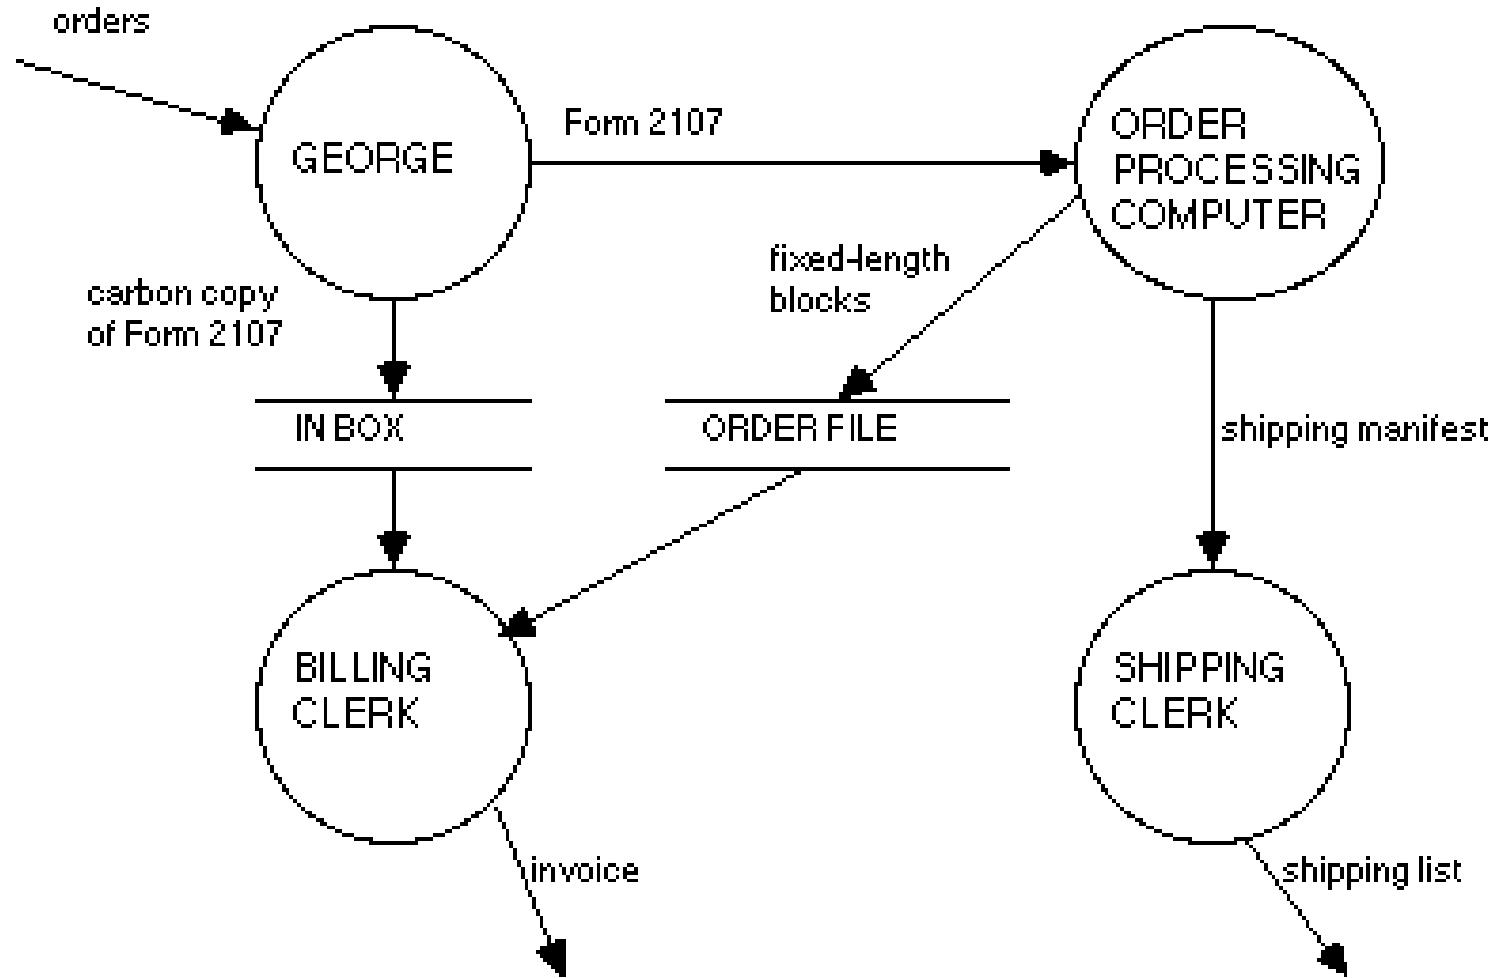 orders
GEORGE
Form 2107
ORDER
PROCESSING
COMPUTER
carbon copy
of Form 2107
fixed-length
blocks
IN BOX
ORDER FILE
shipping manifest
BILLING
CLERK
SHIPPING
CLERK
invoice
shipping list